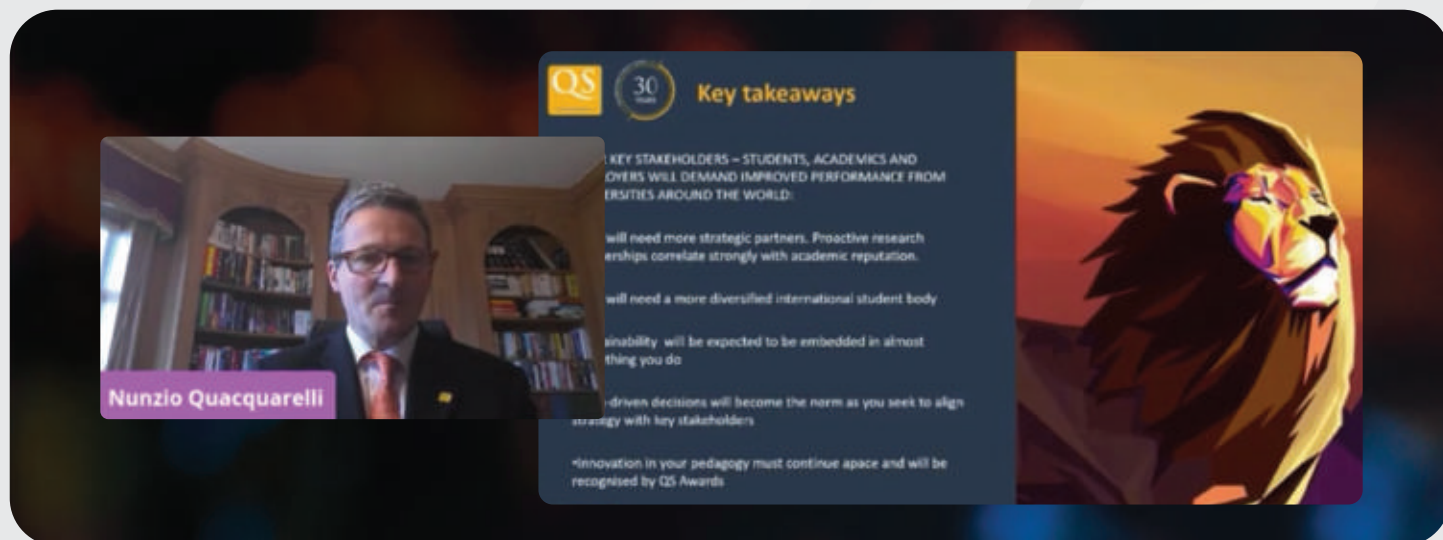 QS
30
YEARS
Key takeaways
KEY STAKEHOLDERS – STUDENTS, ACADEMICS AND
OYERS WILL DEMAND IMPROVED PERFORMANCE FROM
ERSITIES AROUND THE WORLD:
will need more strategic partners. Proactive research
erships correlate strongly with academic reputation.
will need a more diversified international student body
ainability will be expected to be embedded in almost
thing you do
-driven decisions will become the norm as you seek to align
strategy with key stakeholders
•Innovation in your pedagogy must continue apace and will be
recognised by QS Awards
Nunzio Quacquarelli